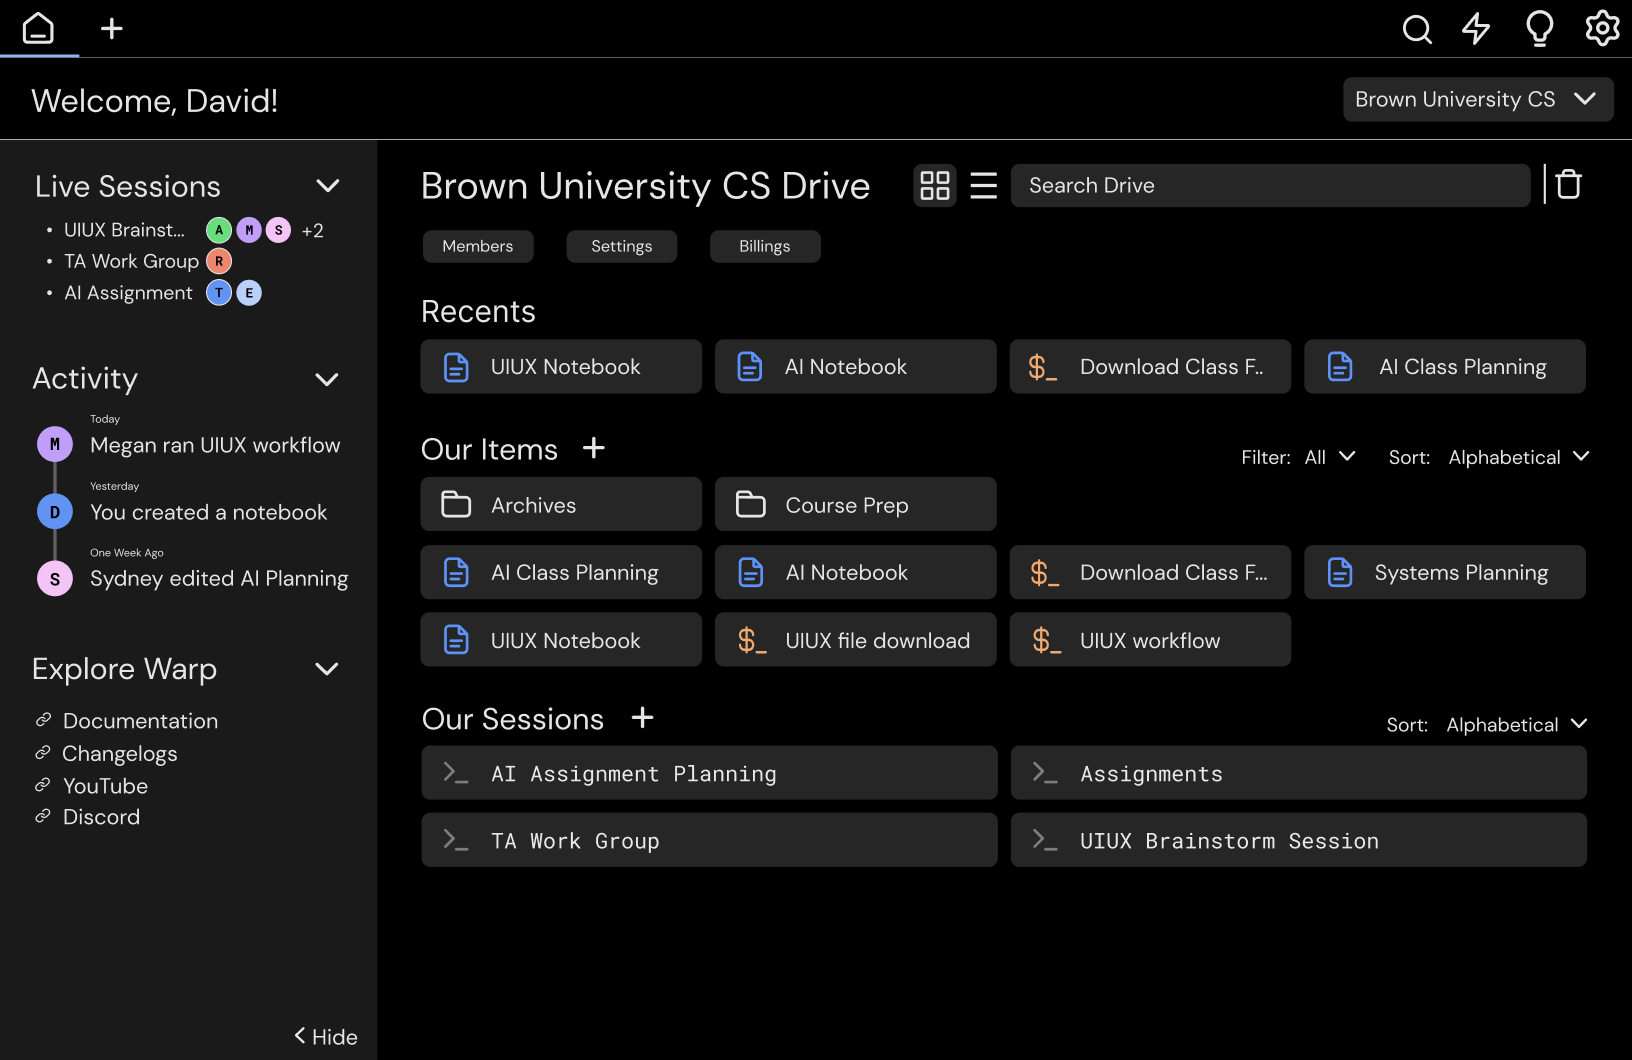 Welcome, David!
Brown University CS
Live Sessions
• UIUX Brainst... A M S +2
• TA Work Group R
• AI Assignment T E
Activity
Today
M Megan ran UIUX workflow
Yesterday
D You created a notebook
One Week Ago
S Sydney edited AI Planning
Explore Warp
Documentation
Changelogs
YouTube
Discord
Hide
Brown University CS Drive
Search Drive
Members Settings Billings
Recents
UIUX Notebook AI Notebook $_ Download Class F.. AI Class Planning
Our Items +
Filter: All Sort: Alphabetical
Archives Course Prep
AI Class Planning AI Notebook $_ Download Class F... Systems Planning
UIUX Notebook $_ UIUX file download $_ UIUX workflow
Our Sessions +
Sort: Alphabetical
>_ AI Assignment Planning >_ Assignments
>_ TA Work Group >_ UIUX Brainstorm Session